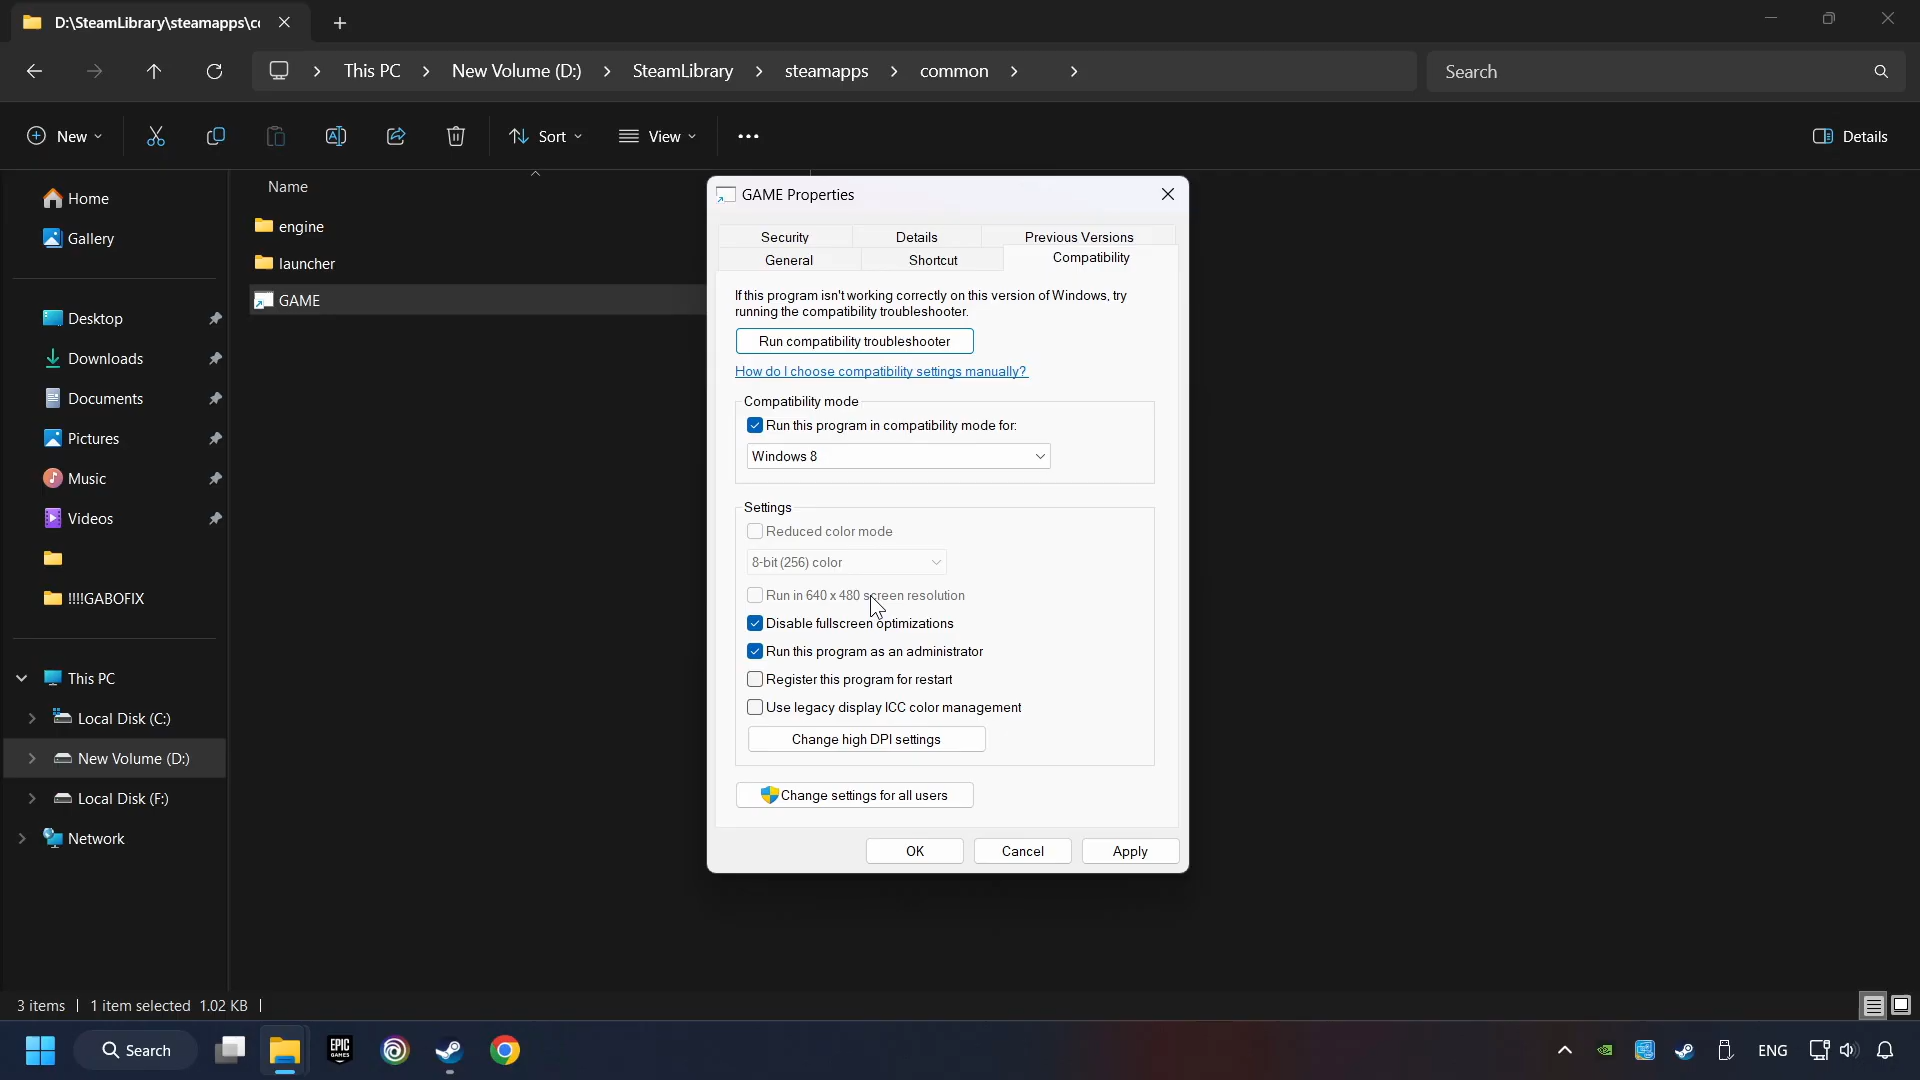 D:\SteamLibrary\steamapps\cc
This PC
New Volume (D:)
SteamLibrary
steamapps
common
Search
New
Sort
View
Details
Home
Gallery
Desktop
Downloads
Documents
Pictures
Music
Videos
!!!!GABOFIX
This PC
Local Disk (C:)
New Volume (D:)
Local Disk (F:)
Network
Name
engine
launcher
GAME
GAME Properties
Security
Details
Previous Versions
General
Shortcut
Compatibility
If this program isn't working correctly on this version of Windows, try
running the compatibility troubleshooter.
Run compatibility troubleshooter
How do I choose compatibility settings manually?
Compatibility mode
Run this program in compatibility mode for:
Windows 8
Settings
Reduced color mode
8-bit (256) color
Run in 640 x 480 screen resolution
Disable fullscreen optimizations
Run this program as an administrator
Register this program for restart
Use legacy display ICC color management
Change high DPI settings
Change settings for all users
OK
Cancel
Apply
3 items
1 item selected 1.02 KB
Search
EPIC
GAMES
ENG